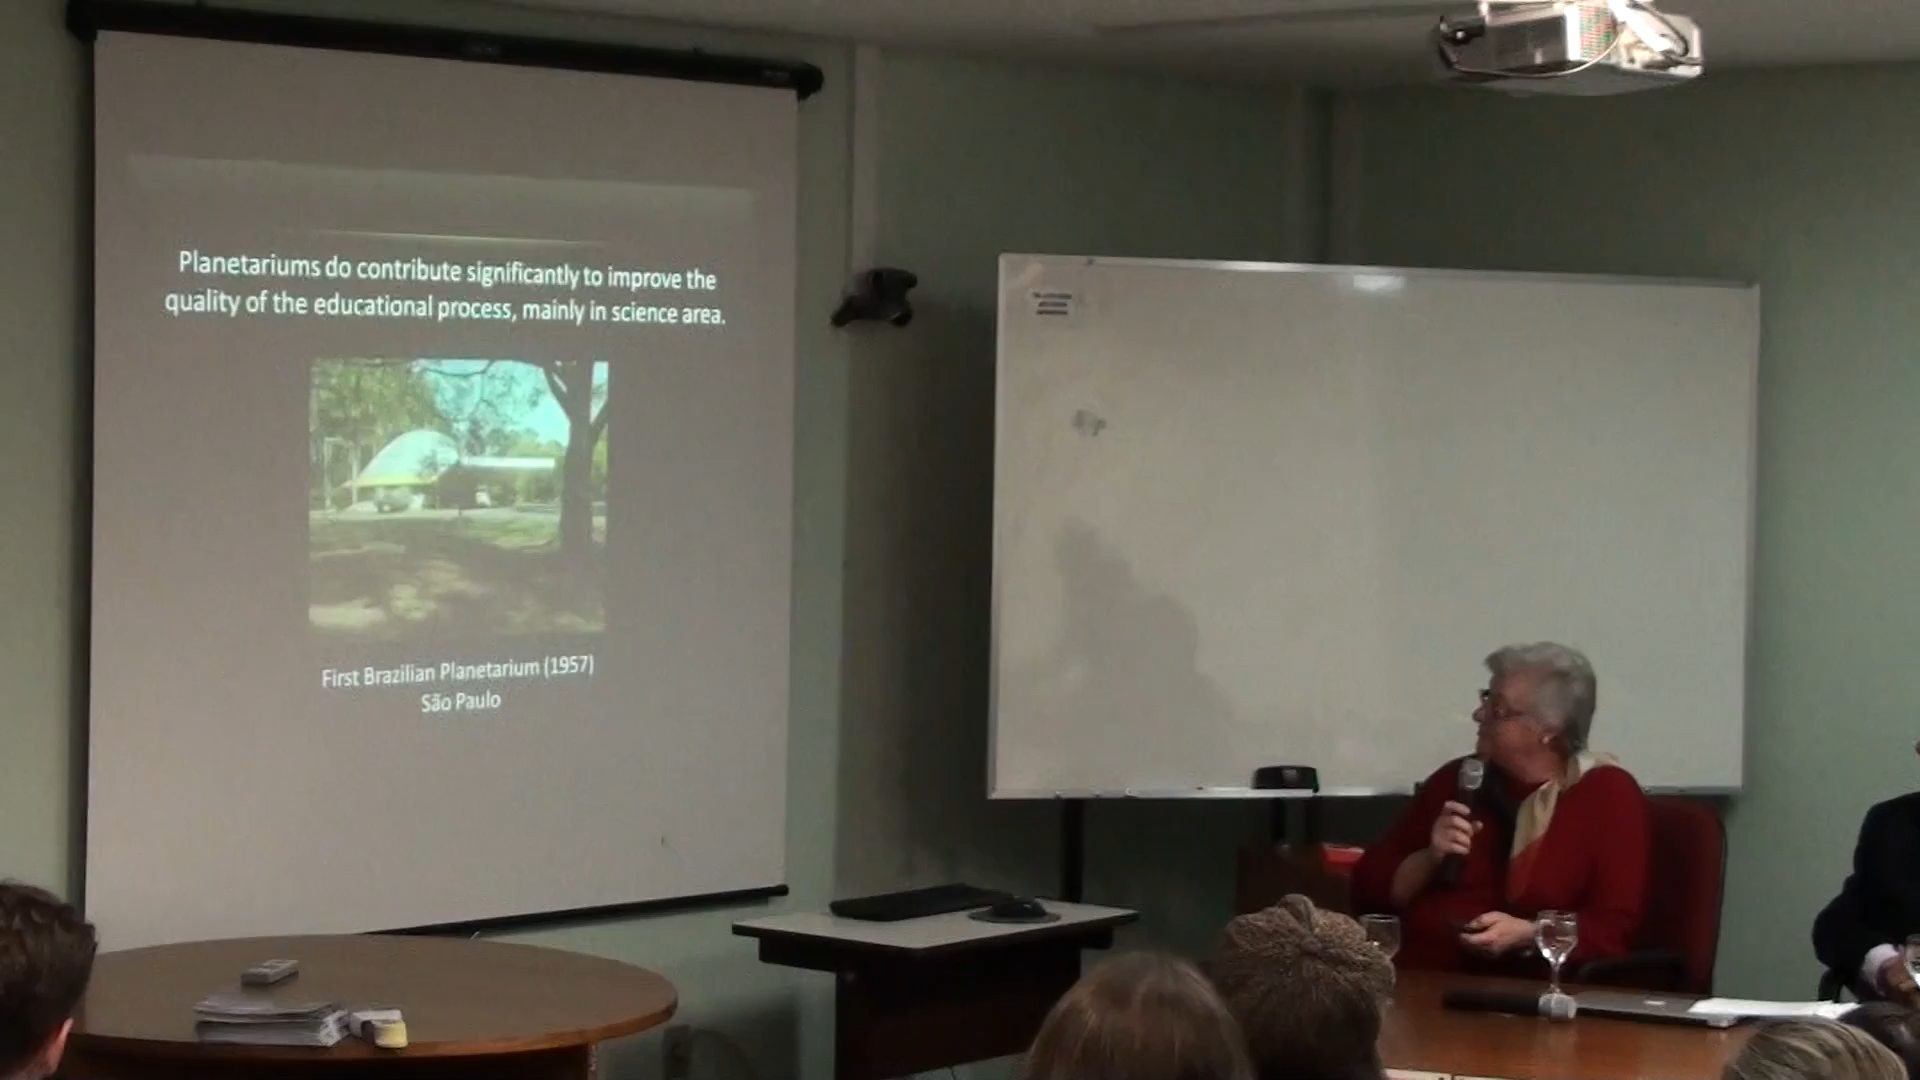 Planetariums do contribute significantly to improve the
quality of the educational process, mainly in science area.
First Brazilian Planetarium (1957)
São Paulo